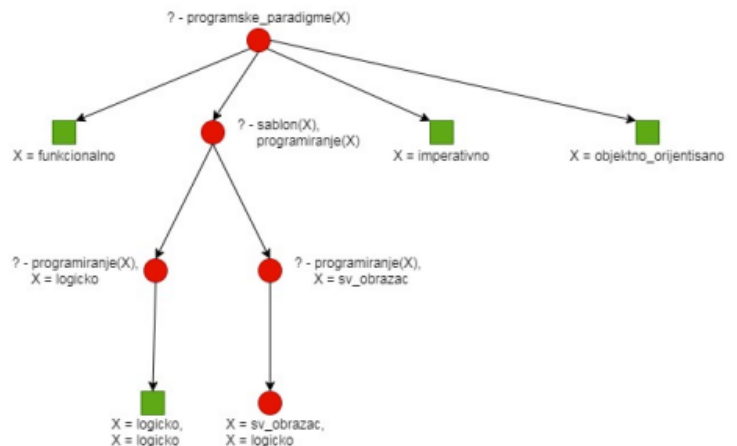 ? - programske_paradigme(X)
X = funkcionalno
? - sablon(X),
programiranje(X)
X = imperativno
X = objektno_orijentisano
? - programiranje(X),
X = logicko
? - programiranje(X),
X = sv_obrazac
X = logicko,
X = logicko
X = sv_obrazac,
X = logicko